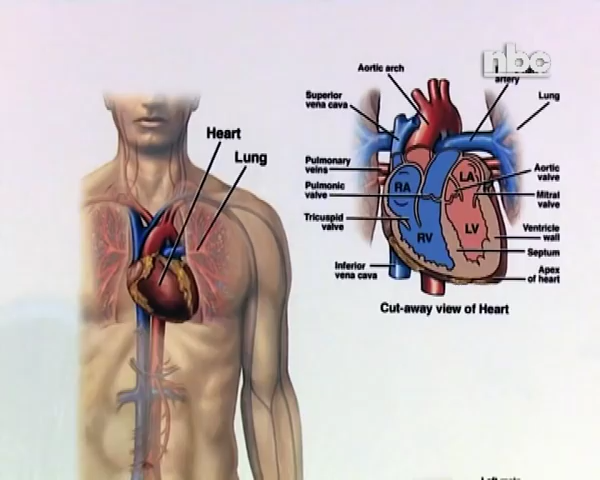 nbc
Heart
Lung
Aortic arch
artery
Superior
vena cava
Lung
Pulmonary
veins
Aortic
valve
Pulmonic
valve
Mitral
valve
Tricuspid
valve
Ventricle
wall
Septum
Inferior
vena cava
Apex
of heart
RA
LA
RV
LV
Cut-away view of Heart